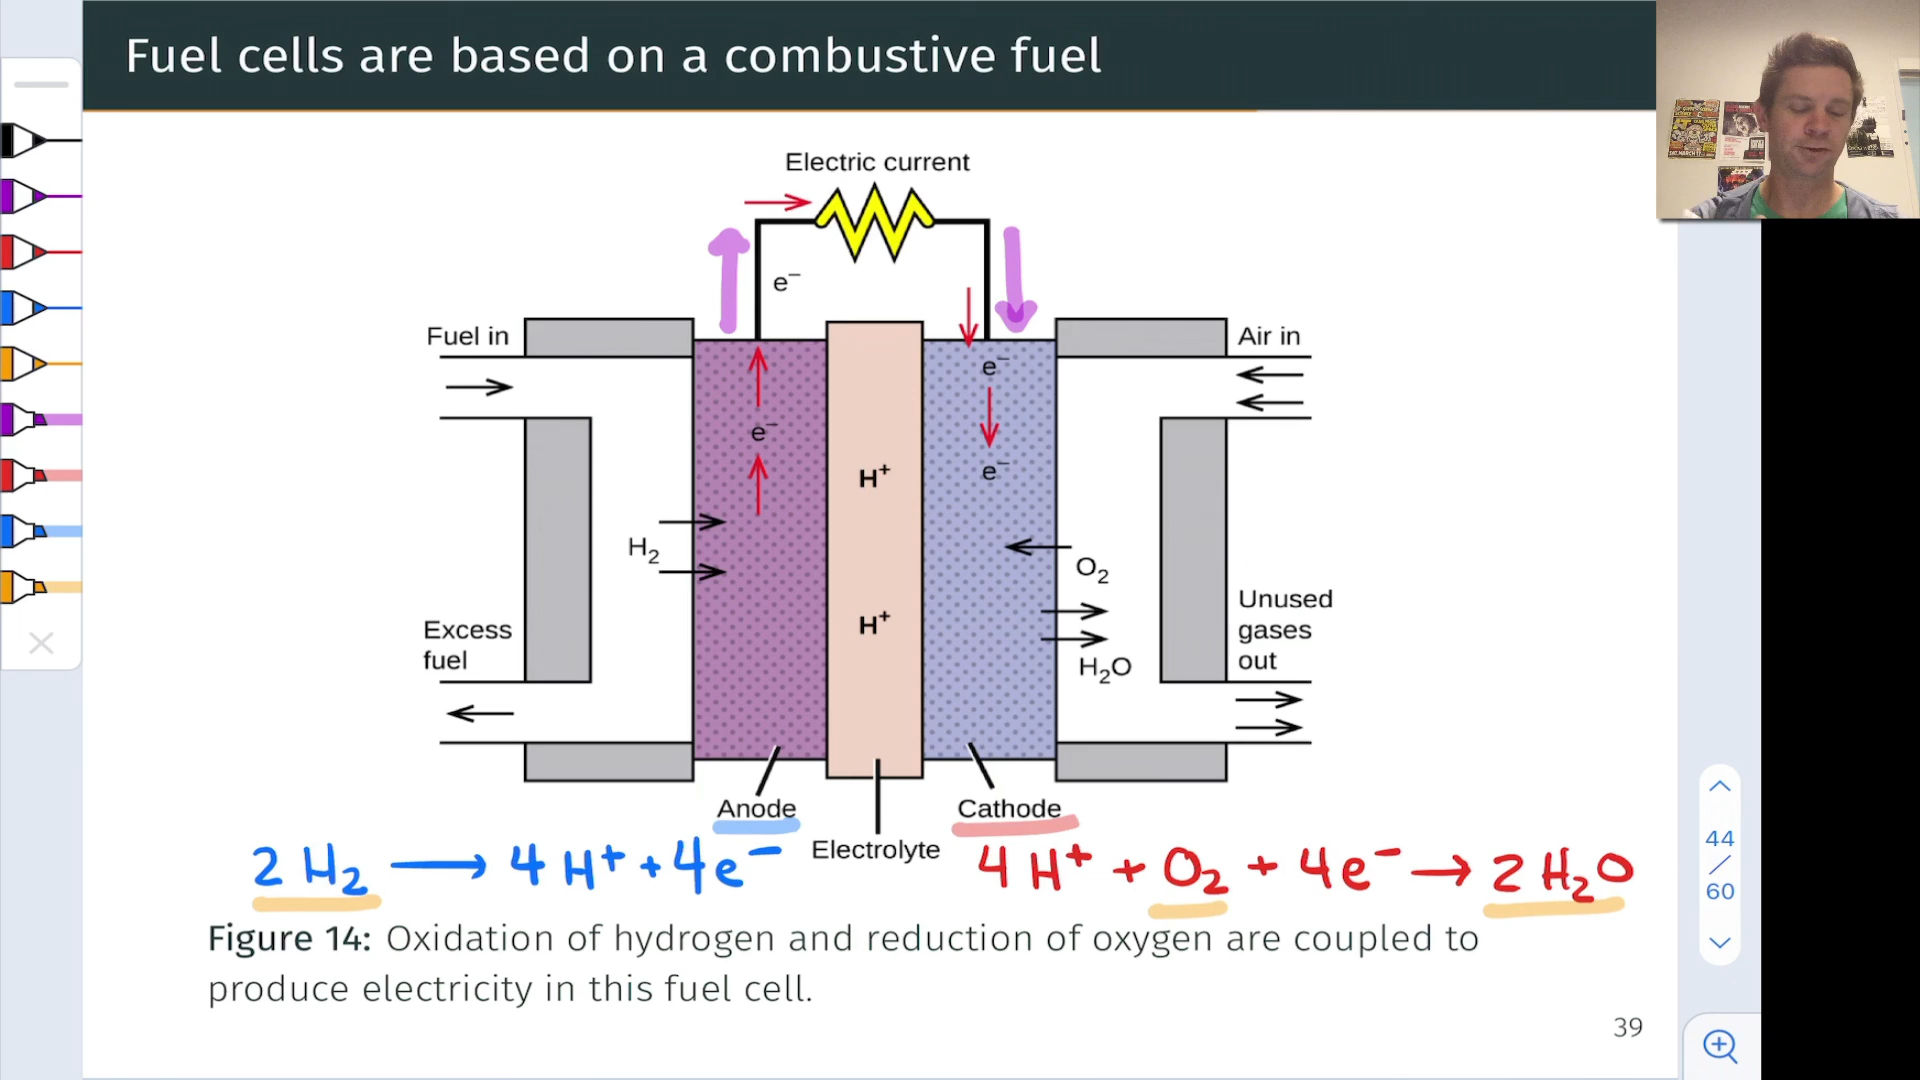 Fuel cells are based on a combustive fuel
Electric current
e⁻
Fuel in
Air in
e⁻
e⁻
H⁺
e⁻
H₂
O₂
Unused
gases
out
Excess
fuel
H⁺
H₂O
Anode
Cathode
Electrolyte
2 H₂ → 4 H⁺ + 4e⁻
4 H⁺ + O₂ + 4e⁻ → 2 H₂O
Figure 14: Oxidation of hydrogen and reduction of oxygen are coupled to
produce electricity in this fuel cell.
39
44
/
60